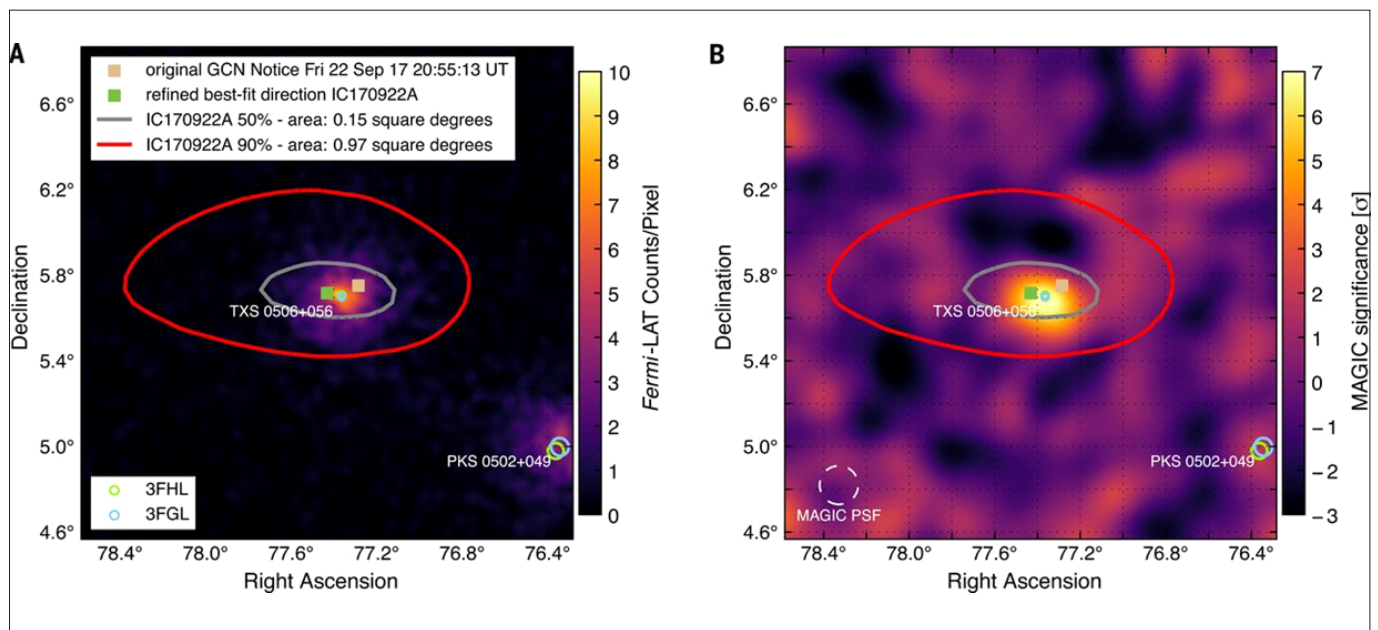 A
original GCN Notice Fri 22 Sep 17 20:55:13 UT
refined best-fit direction IC170922A
IC170922A 50% - area: 0.15 square degrees
IC170922A 90% - area: 0.97 square degrees
6.6°
6.2°
5.8°
5.4°
5.0°
4.6°
Declination
TXS 0506+056
PKS 0502+049
3FHL
3FGL
78.4°
78.0°
77.6°
77.2°
76.8°
76.4°
Right Ascension
10
9
8
7
6
5
4
3
2
1
0
Fermi-LAT Counts/Pixel
B
6.6°
6.2°
5.8°
5.4°
5.0°
4.6°
Declination
TXS 0506+056
PKS 0502+049
MAGIC PSF
78.4°
78.0°
77.6°
77.2°
76.8°
76.4°
Right Ascension
7
6
5
4
3
2
1
0
−1
−2
−3
MAGIC significance [σ]